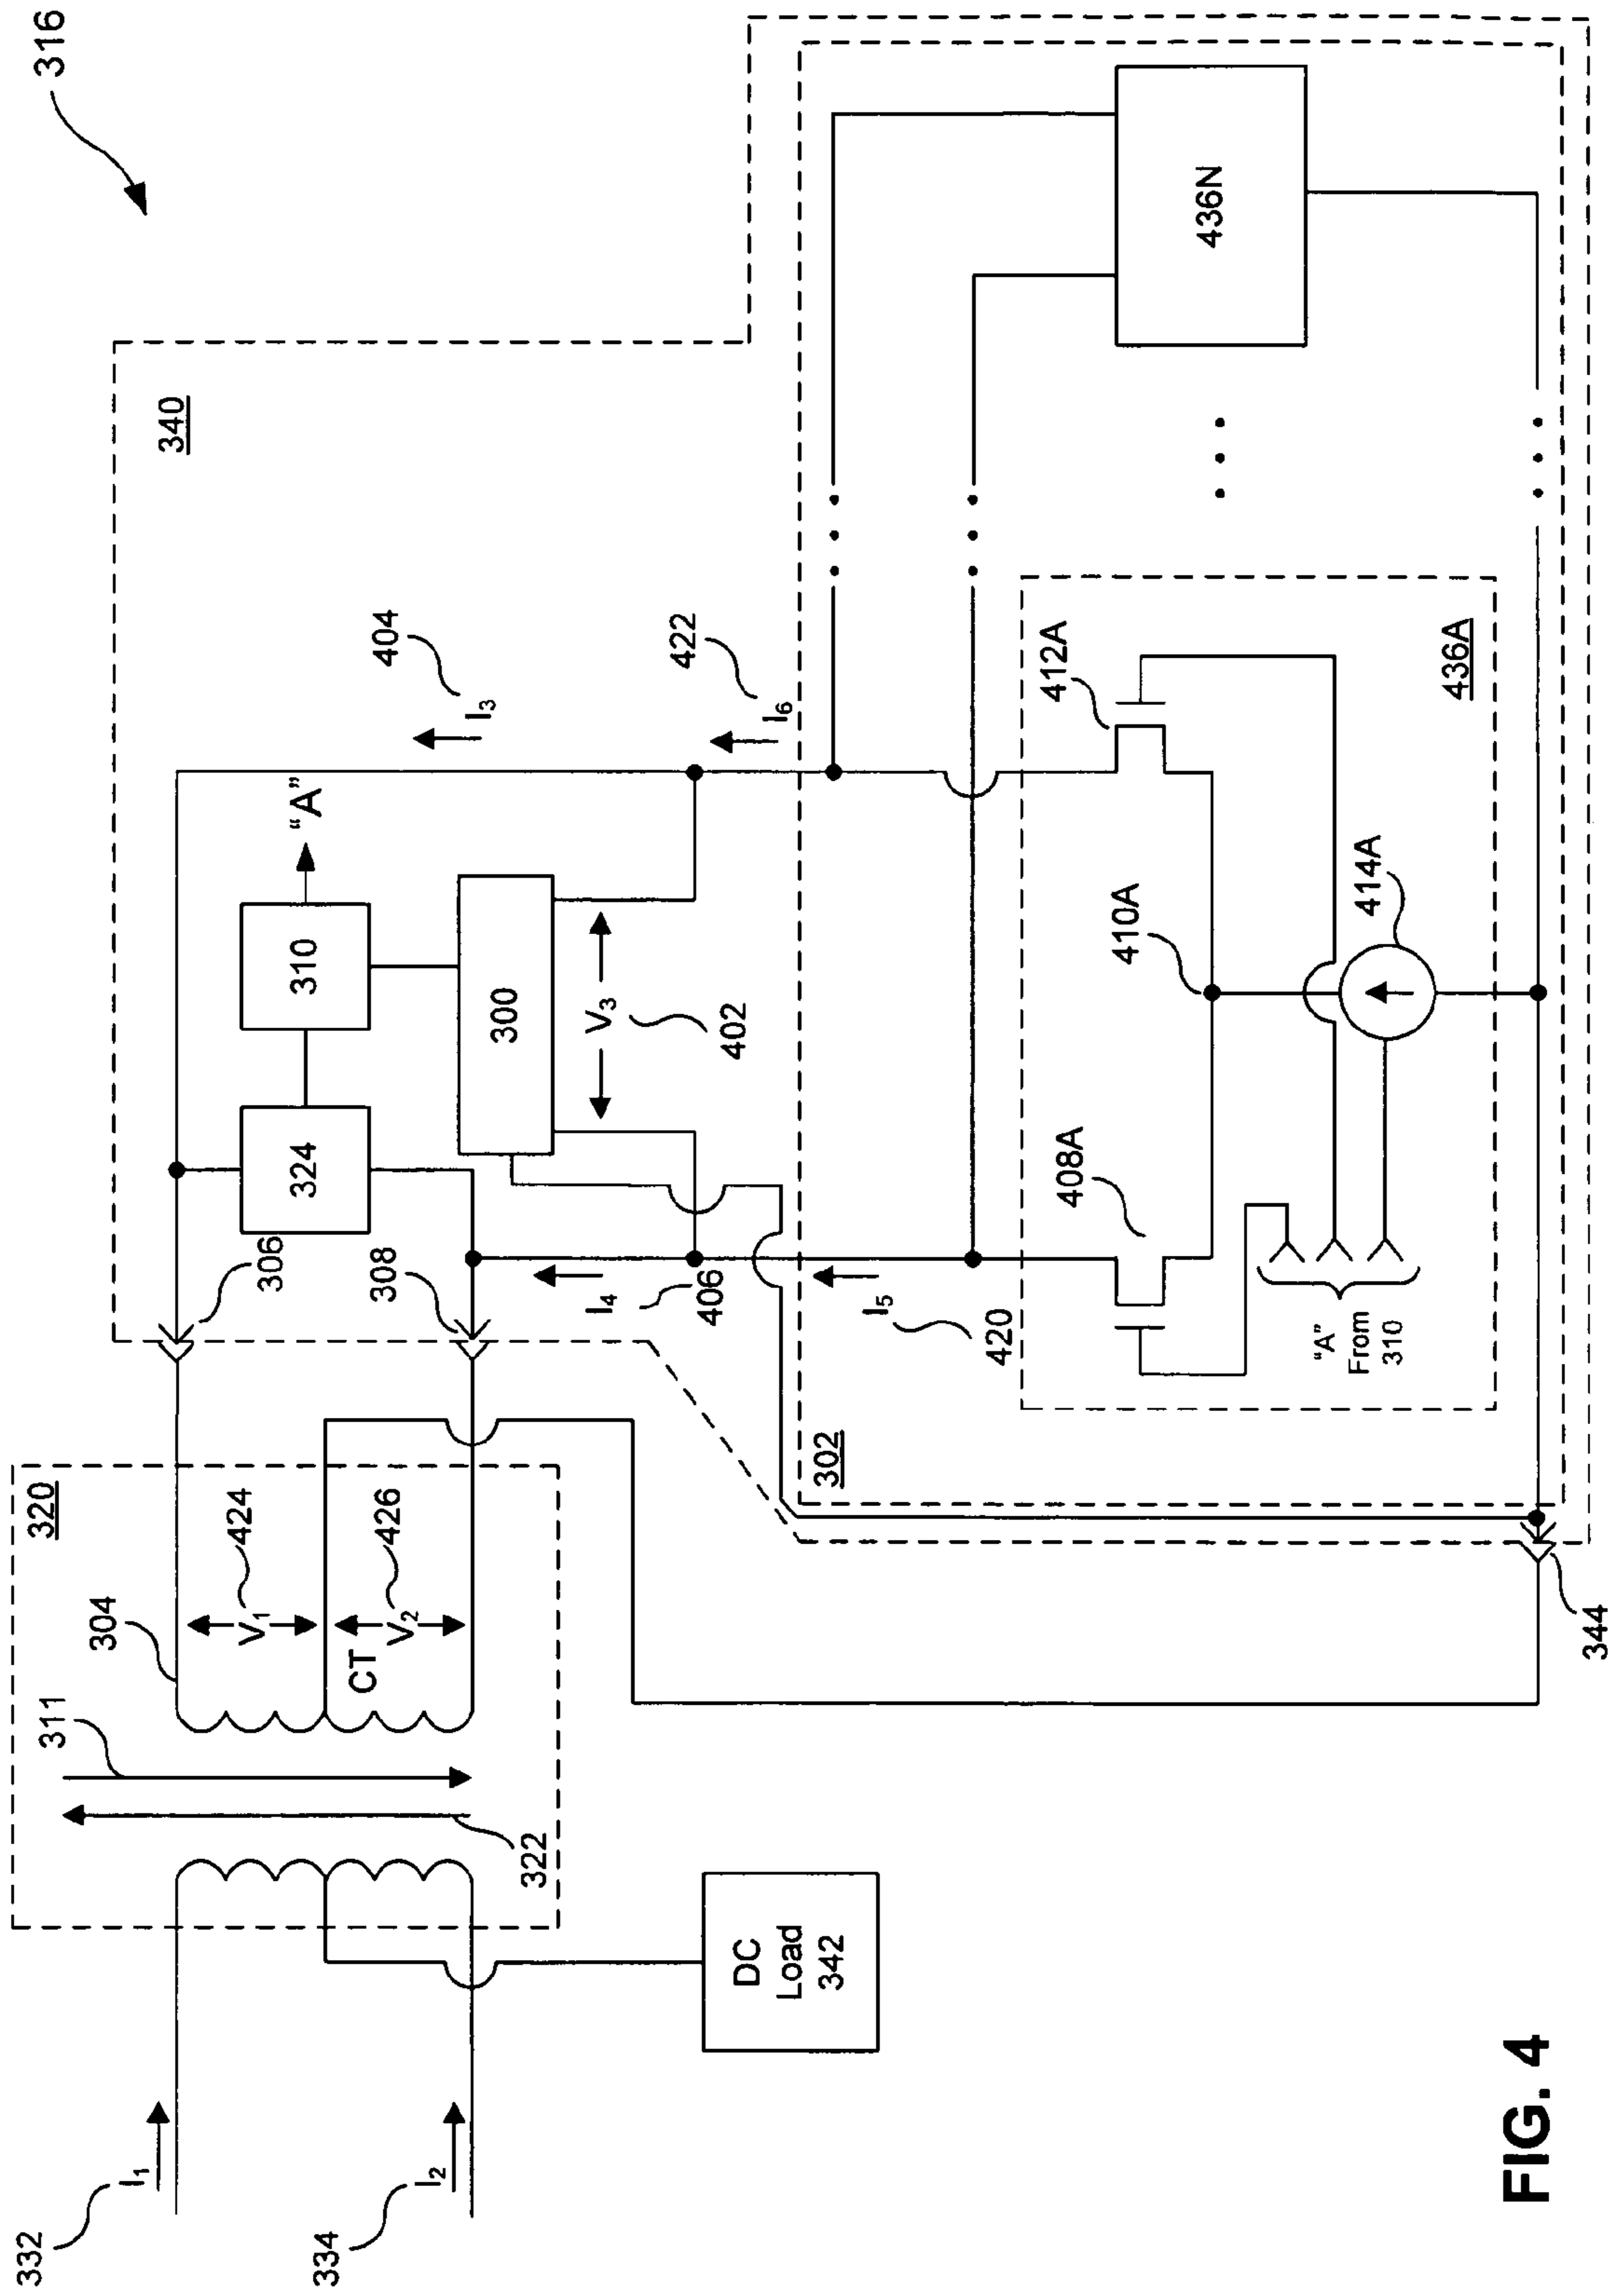 316
340
320
304
311
322
V1
424
V2
426
CT
306
308
324
310
"A"
300
V3
402
I3
404
I4
406
I6
422
I5
420
302
436N
412A
408A
410A
414A
436A
"A"
From
310
344
DC
Load
342
332
I1
334
I2
FIG. 4